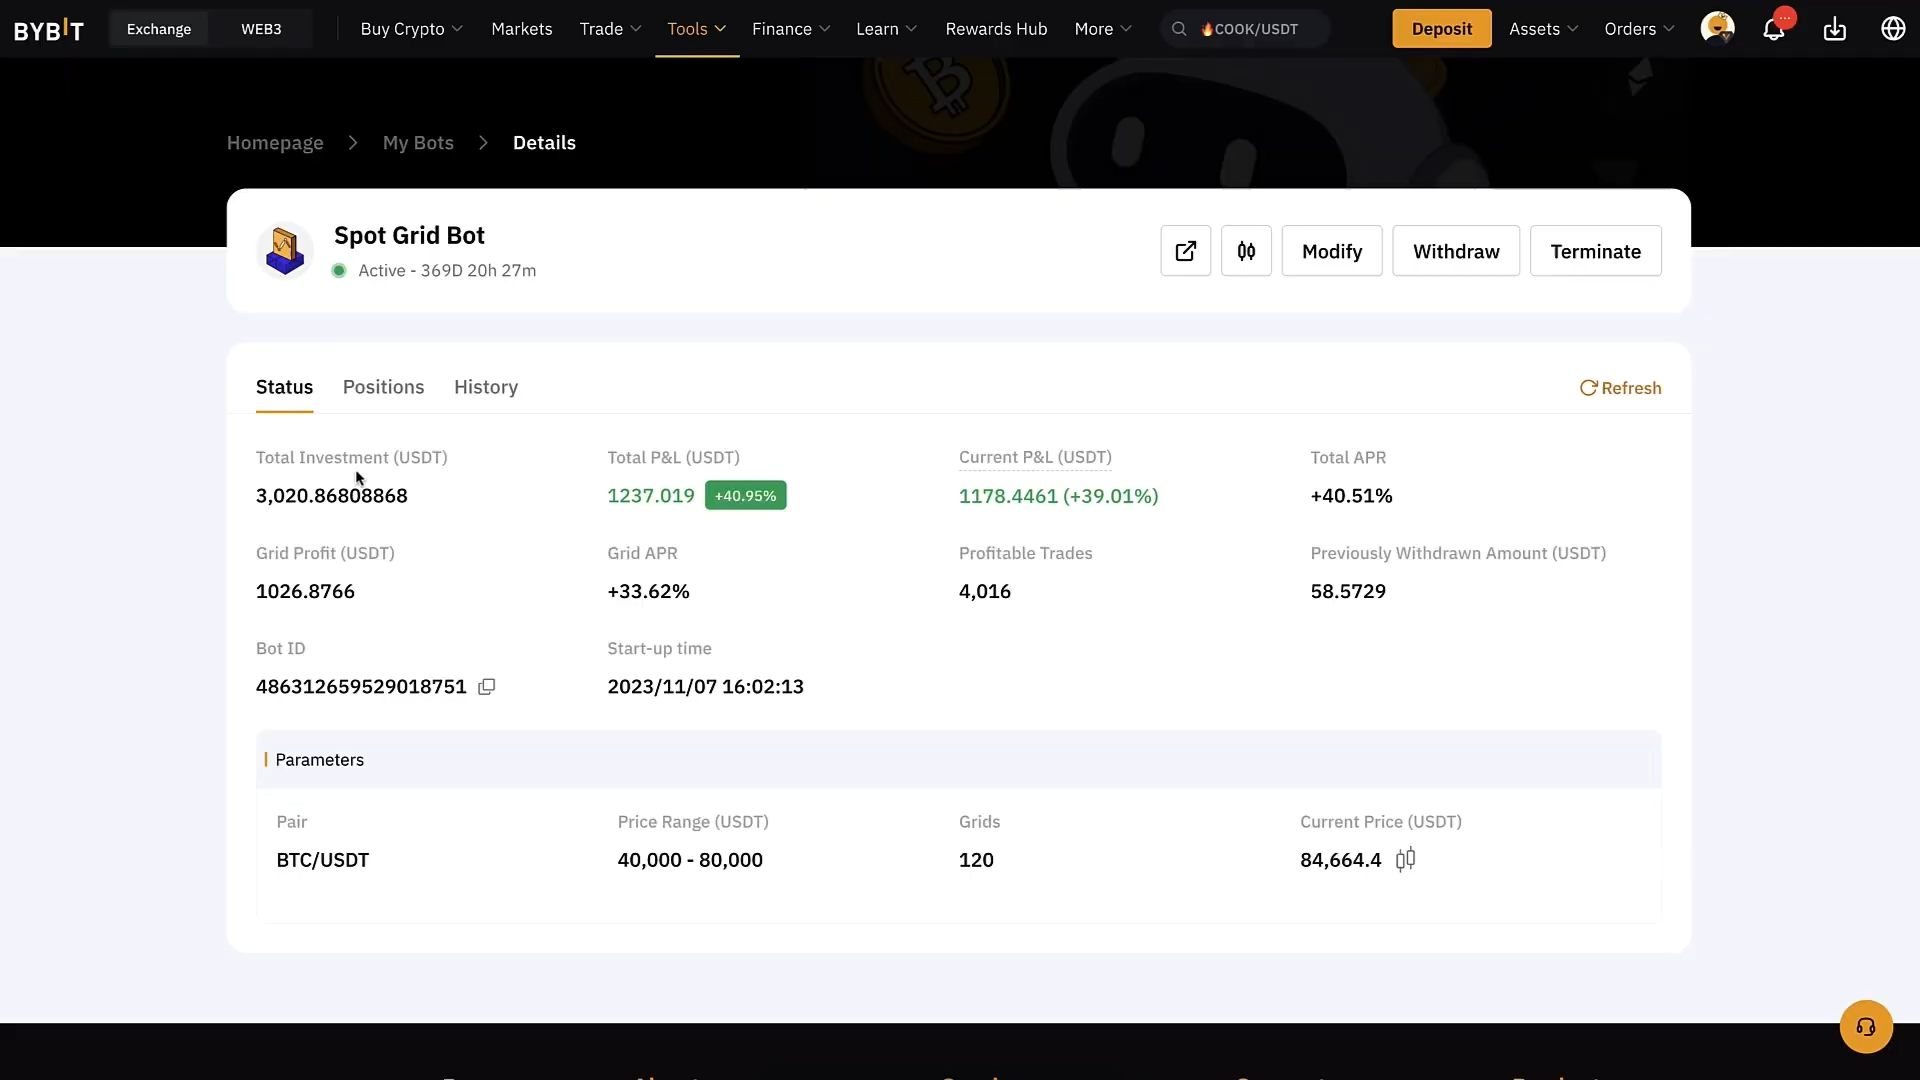 BYBIT Exchange WEB3 Buy Crypto Markets Trade Tools Finance Learn Rewards Hub More 🔥COOK/USDT Deposit Assets Orders
Homepage > My Bots > Details
Spot Grid Bot
Active - 369D 20h 27m
Modify Withdraw Terminate
Status Positions History Refresh
Total Investment (USDT) Total P&L (USDT) Current P&L (USDT) Total APR
3,020.86808868 1237.019 +40.95% 1178.4461 (+39.01%) +40.51%
Grid Profit (USDT) Grid APR Profitable Trades Previously Withdrawn Amount (USDT)
1026.8766 +33.62% 4,016 58.5729
Bot ID Start-up time
486312659529018751 2023/11/07 16:02:13
Parameters
Pair Price Range (USDT) Grids Current Price (USDT)
BTC/USDT 40,000 - 80,000 120 84,664.4